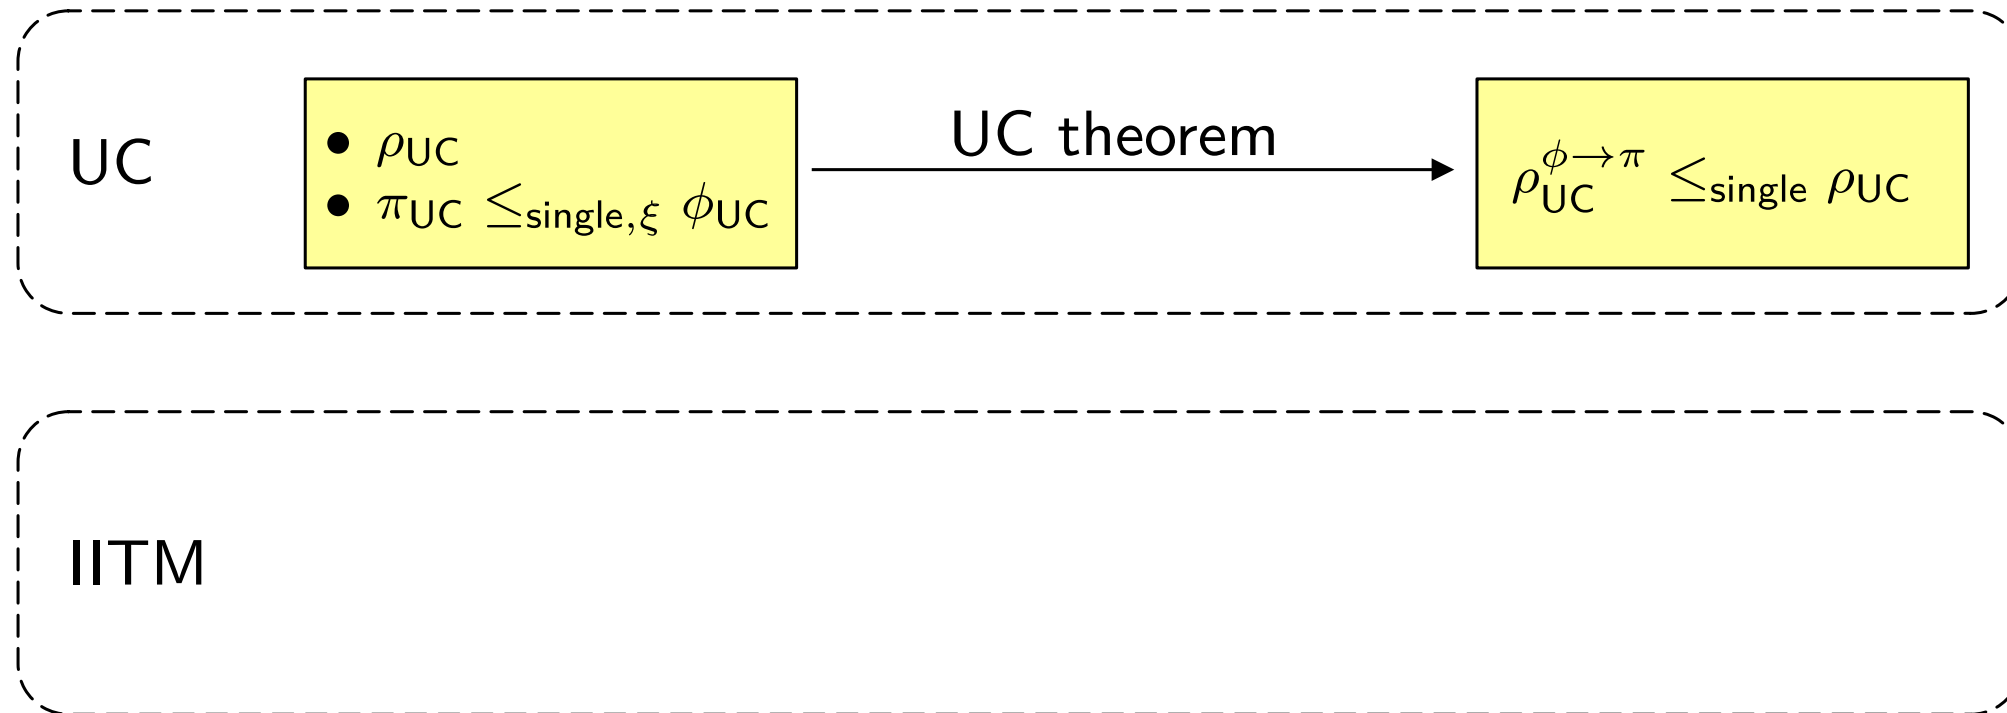 UC
• ρ_UC
• π_UC ≤_single,ξ φ_UC
UC theorem
ρ_UC^ϕ→π ≤_single ρ_UC
IITM